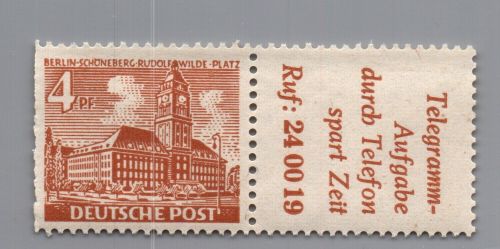 BERLIN-SCHÖNEBERG·RUDOLF-WILDE-PLATZ
4 PF.
DEUTSCHE POST
Telegramm-
Aufgabe
durch Telefon
spart Zeit
Ruf: 24 00 19